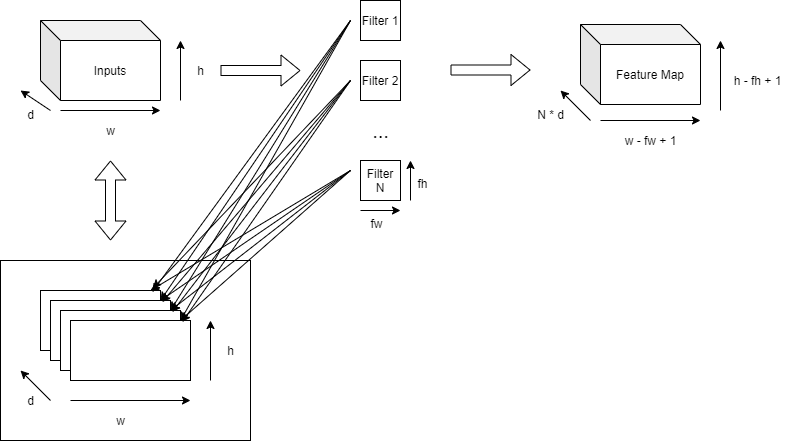 Filter 1
Inputs
h
d
w
Filter 2
...
Filter
N
fh
fw
Feature Map
h - fh + 1
N * d
w - fw + 1
h
d
w